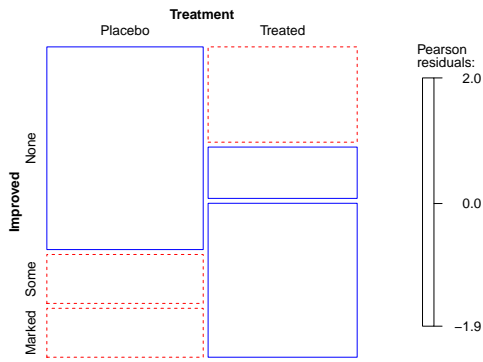 Treatment
Placebo Treated
Improved
None
Some
Marked
Pearson
residuals:
2.0
0.0
−1.9